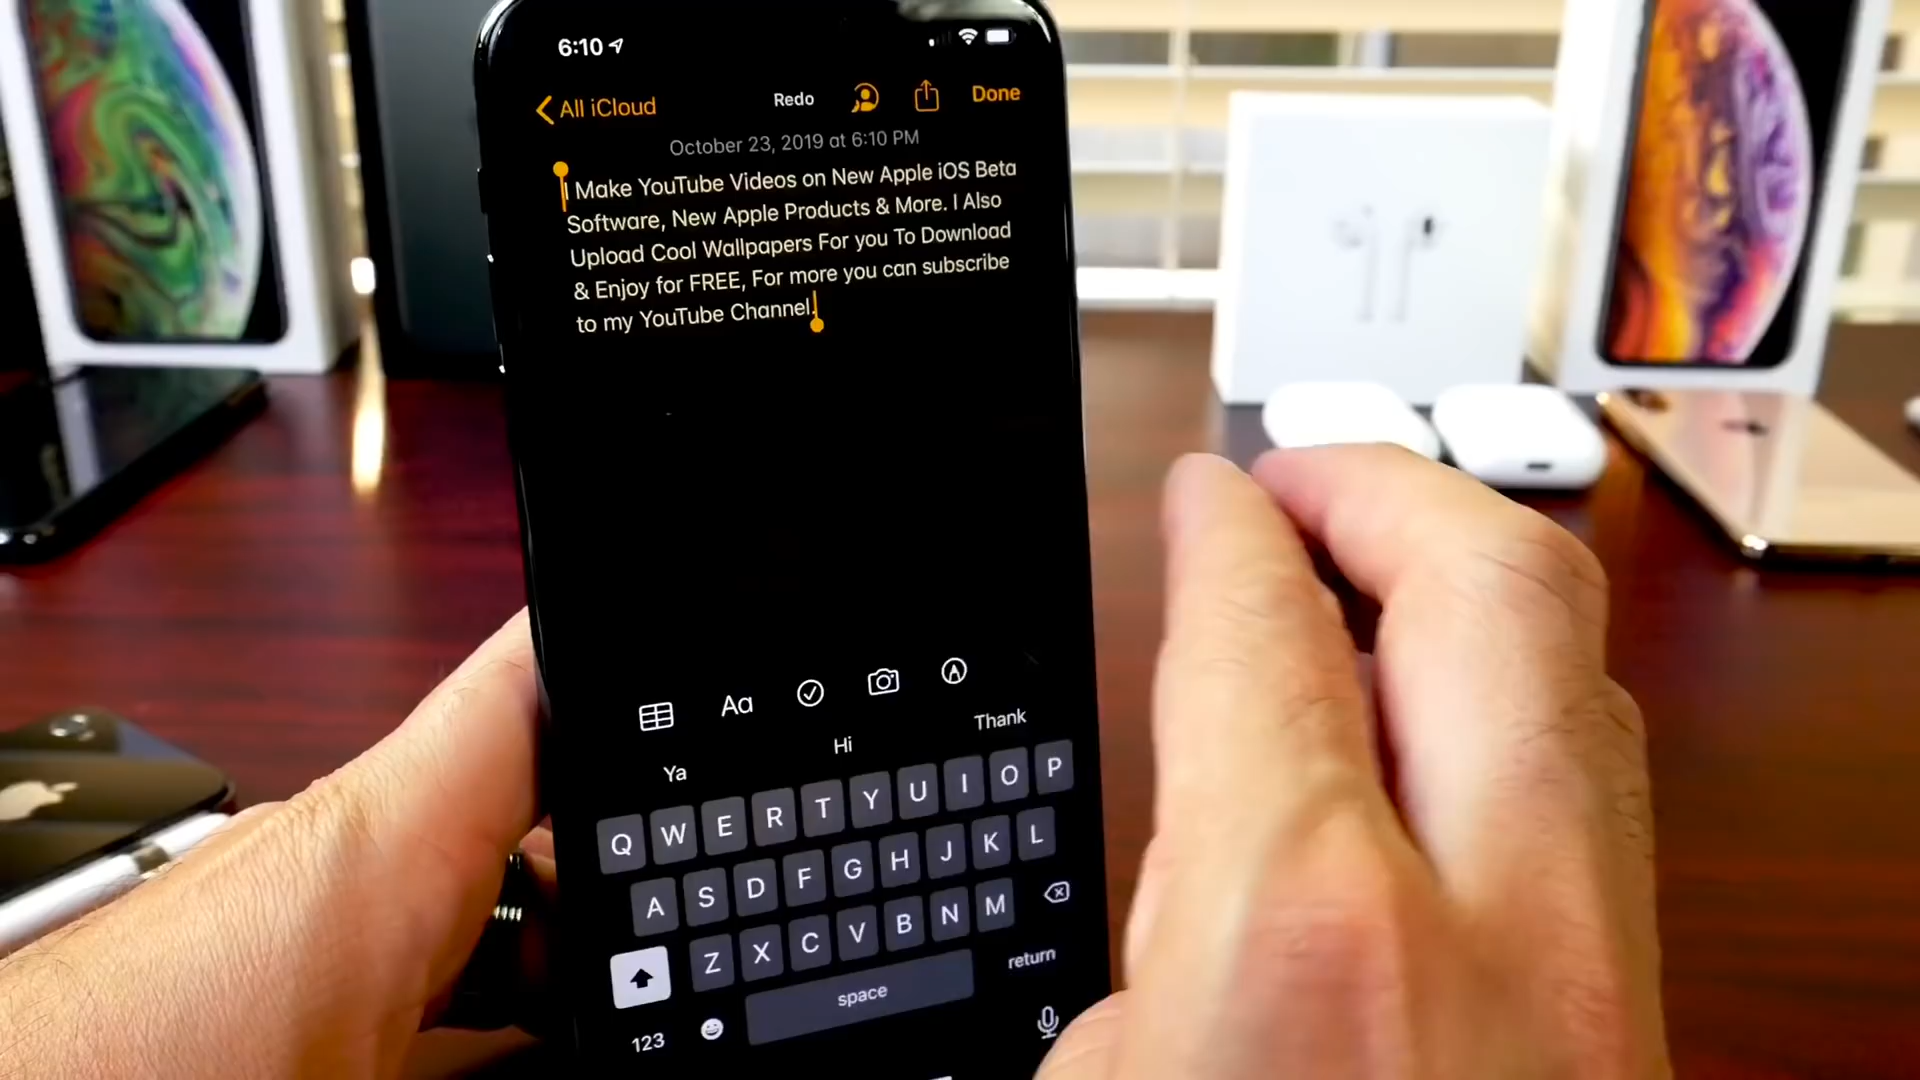 6:10
All iCloud
Redo
Done
October 23, 2019 at 6:10 PM
I Make YouTube Videos on New Apple iOS Beta
Software, New Apple Products & More. I Also
Upload Cool Wallpapers For you To Download
& Enjoy for FREE, For more you can subscribe
to my YouTube Channel.
Aa
Ya
Hi
Thank
Q W E R T Y U I O P
A S D F G H J K L
Z X C V B N M
123
space
return